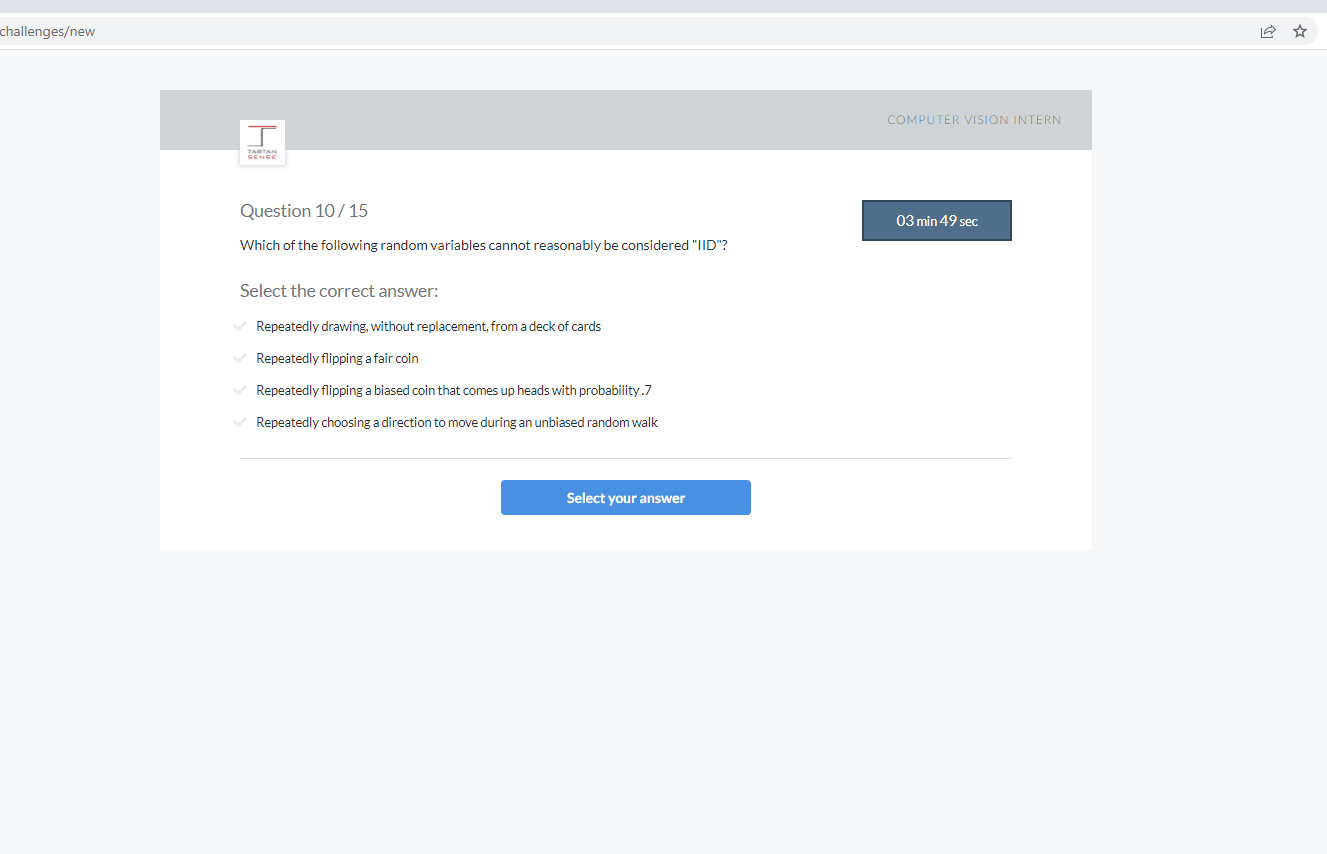 challenges/new
COMPUTER VISION INTERN
TARTAN
SENSE
Question 10 / 15
03 min 49 sec
Which of the following random variables cannot reasonably be considered "IID"?
Select the correct answer:
Repeatedly drawing, without replacement, from a deck of cards
Repeatedly flipping a fair coin
Repeatedly flipping a biased coin that comes up heads with probability .7
Repeatedly choosing a direction to move during an unbiased random walk
Select your answer